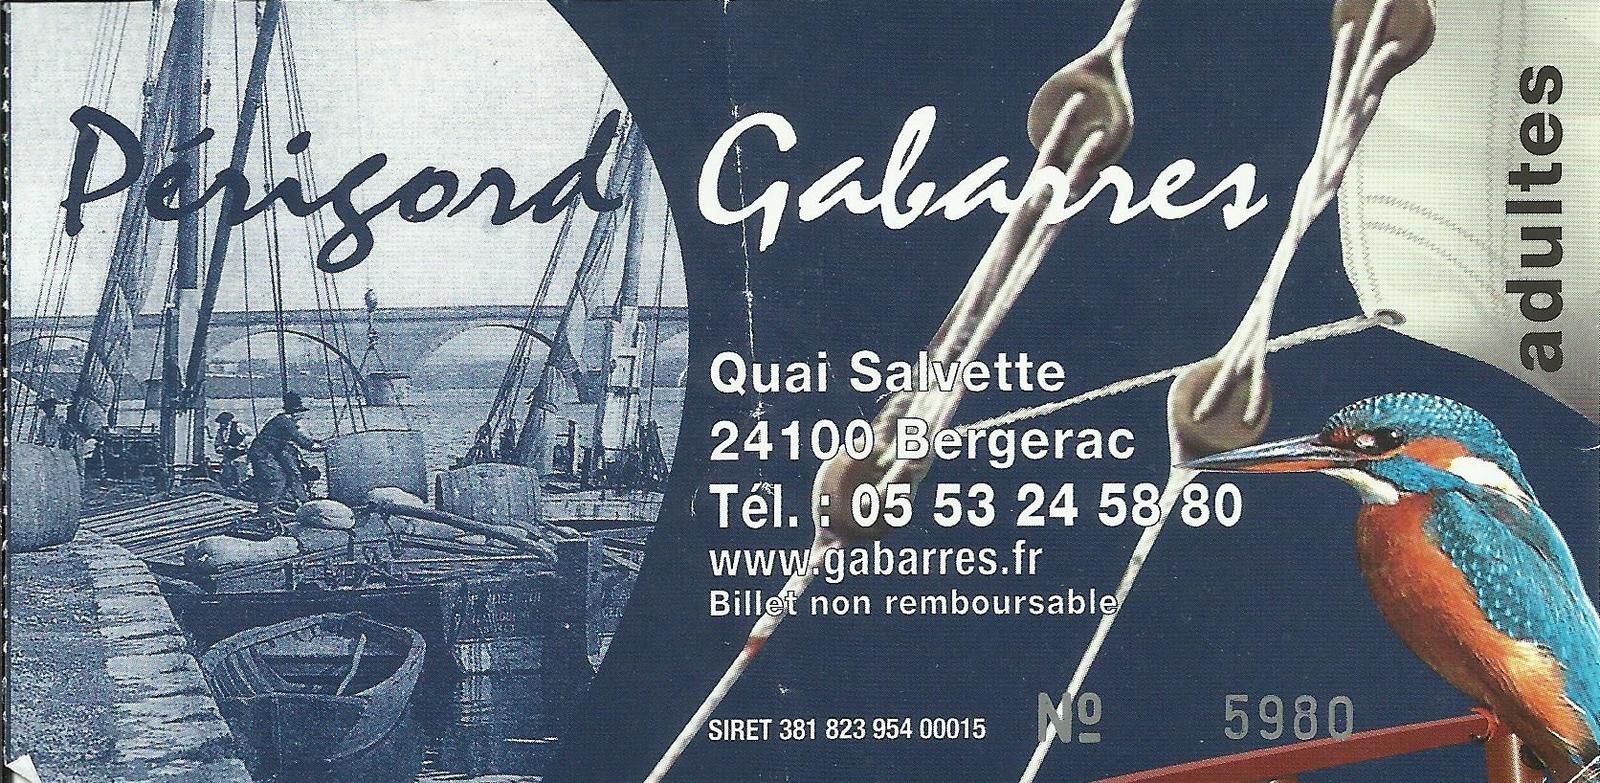 Périgord Gabarres
adultes
Quai Salvette
24100 Bergerac
Tél. : 05 53 24 58 80
www.gabarres.fr
Billet non remboursable
SIRET 381 823 954 00015
Nº 5980